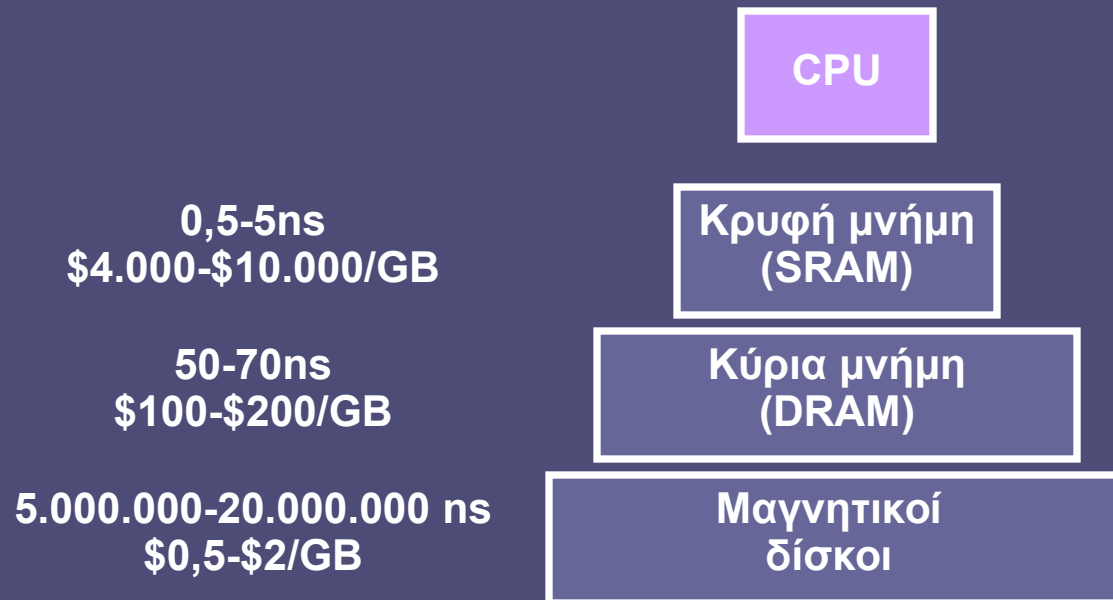 CPU
0,5-5ns
$4.000-$10.000/GB
Κρυφή μνήμη
(SRAM)
50-70ns
$100-$200/GB
Κύρια μνήμη
(DRAM)
5.000.000-20.000.000 ns
$0,5-$2/GB
Μαγνητικοί
δίσκοι